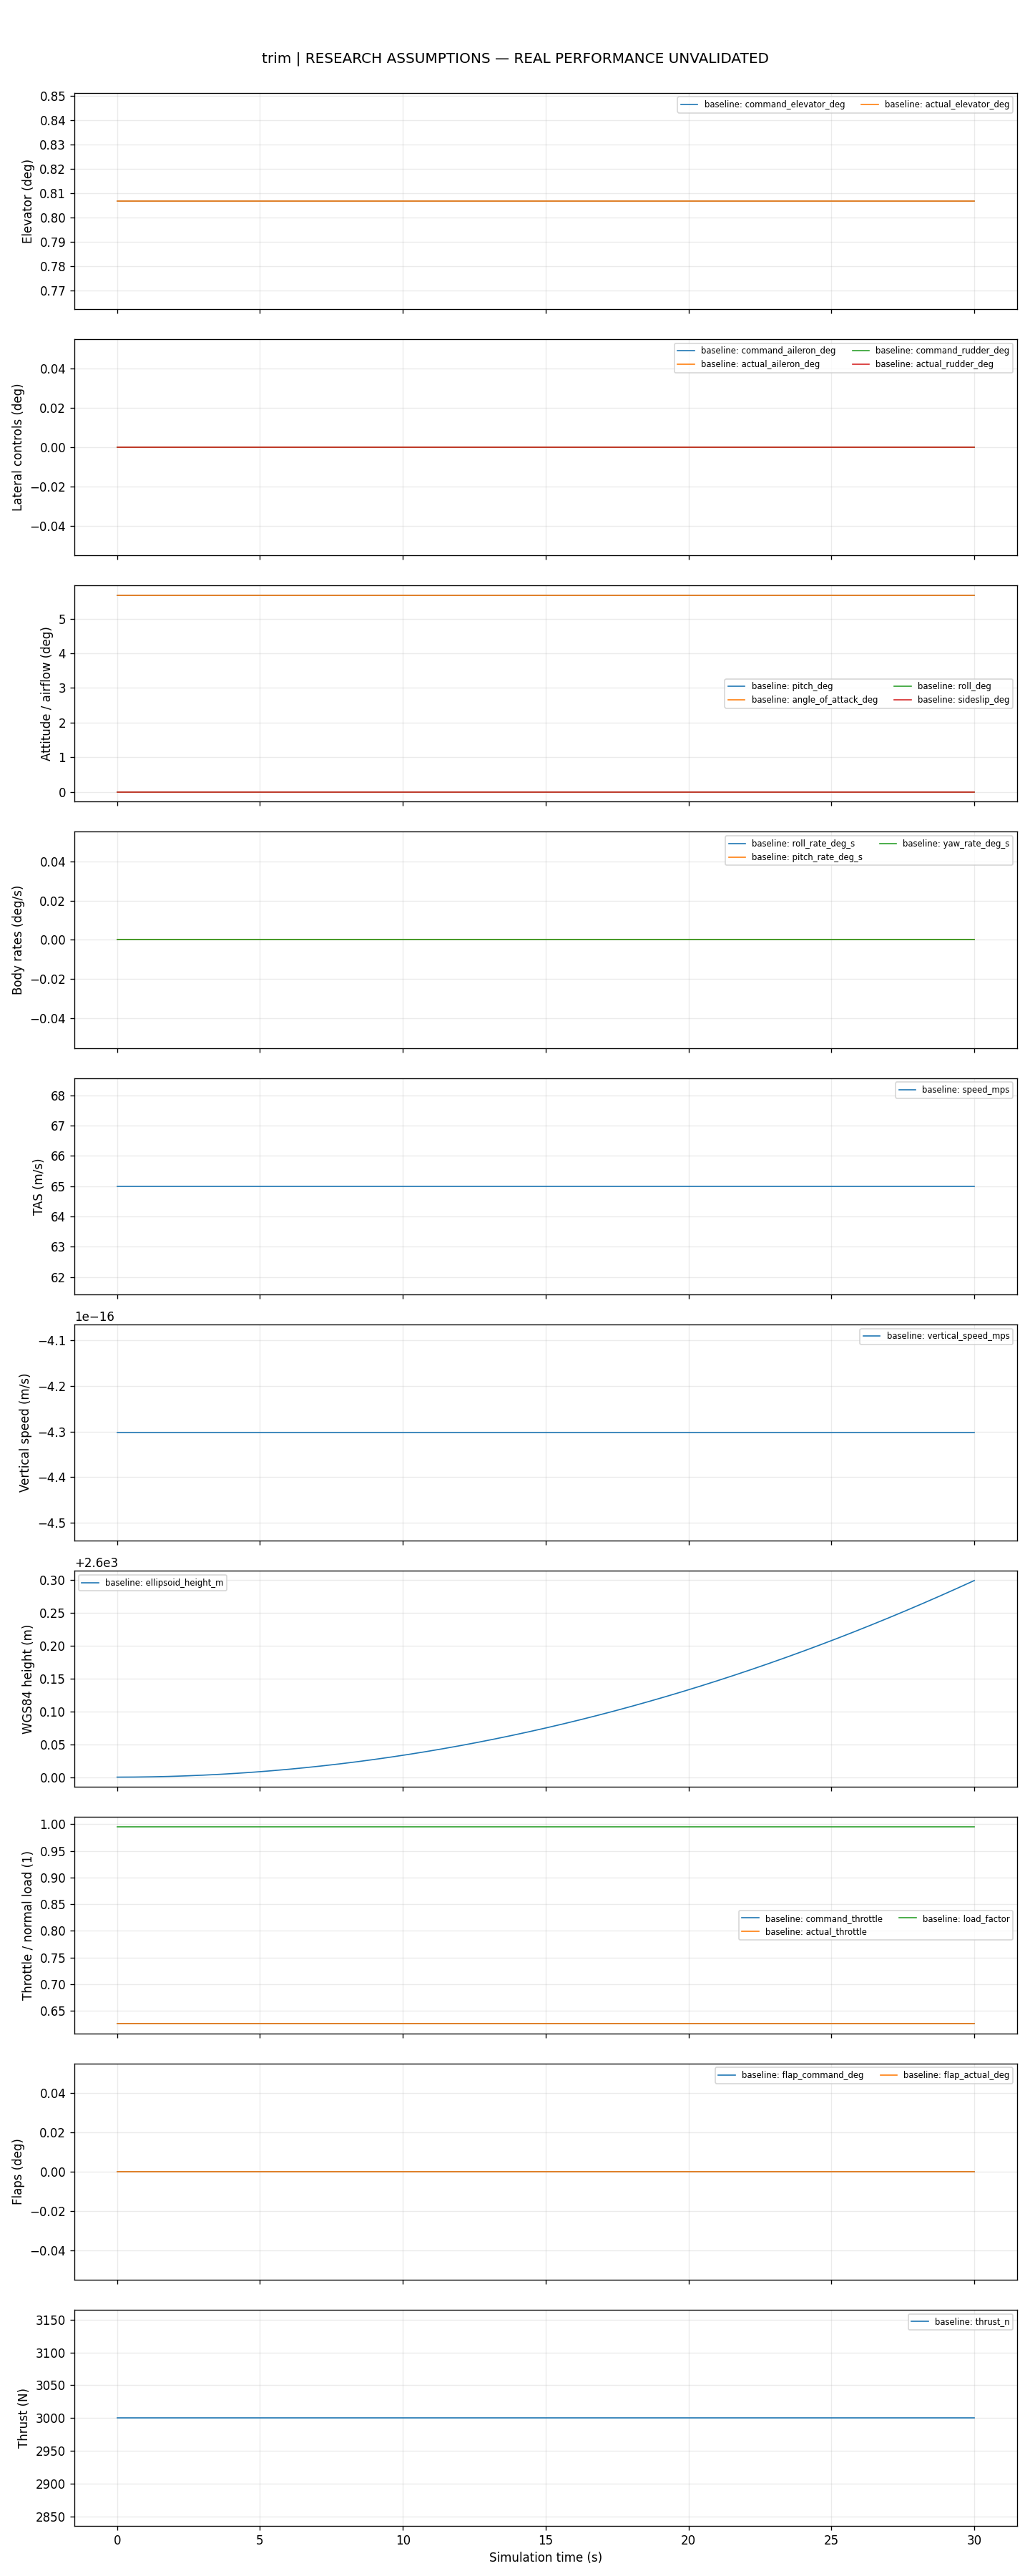 trim | RESEARCH ASSUMPTIONS — REAL PERFORMANCE UNVALIDATED
0.85
0.84
0.83
0.82
0.81
0.80
0.79
0.78
0.77
Elevator (deg)
baseline: command_elevator_deg baseline: actual_elevator_deg
0.04
0.02
0.00
−0.02
−0.04
Lateral controls (deg)
baseline: command_aileron_deg baseline: command_rudder_deg
baseline: actual_aileron_deg baseline: actual_rudder_deg
5
4
3
2
1
0
Attitude / airflow (deg)
baseline: pitch_deg baseline: roll_deg
baseline: angle_of_attack_deg baseline: sideslip_deg
0.04
0.02
0.00
−0.02
−0.04
Body rates (deg/s)
baseline: roll_rate_deg_s baseline: yaw_rate_deg_s
baseline: pitch_rate_deg_s
68
67
66
65
64
63
62
TAS (m/s)
baseline: speed_mps
1e−16
−4.1
−4.2
−4.3
−4.4
−4.5
Vertical speed (m/s)
baseline: vertical_speed_mps
+2.6e3
0.30
0.25
0.20
0.15
0.10
0.05
0.00
WGS84 height (m)
baseline: ellipsoid_height_m
1.00
0.95
0.90
0.85
0.80
0.75
0.70
0.65
Throttle / normal load (1)
baseline: command_throttle baseline: load_factor
baseline: actual_throttle
0.04
0.02
0.00
−0.02
−0.04
Flaps (deg)
baseline: flap_command_deg baseline: flap_actual_deg
3150
3100
3050
3000
2950
2900
2850
Thrust (N)
baseline: thrust_n
0 5 10 15 20 25 30
Simulation time (s)